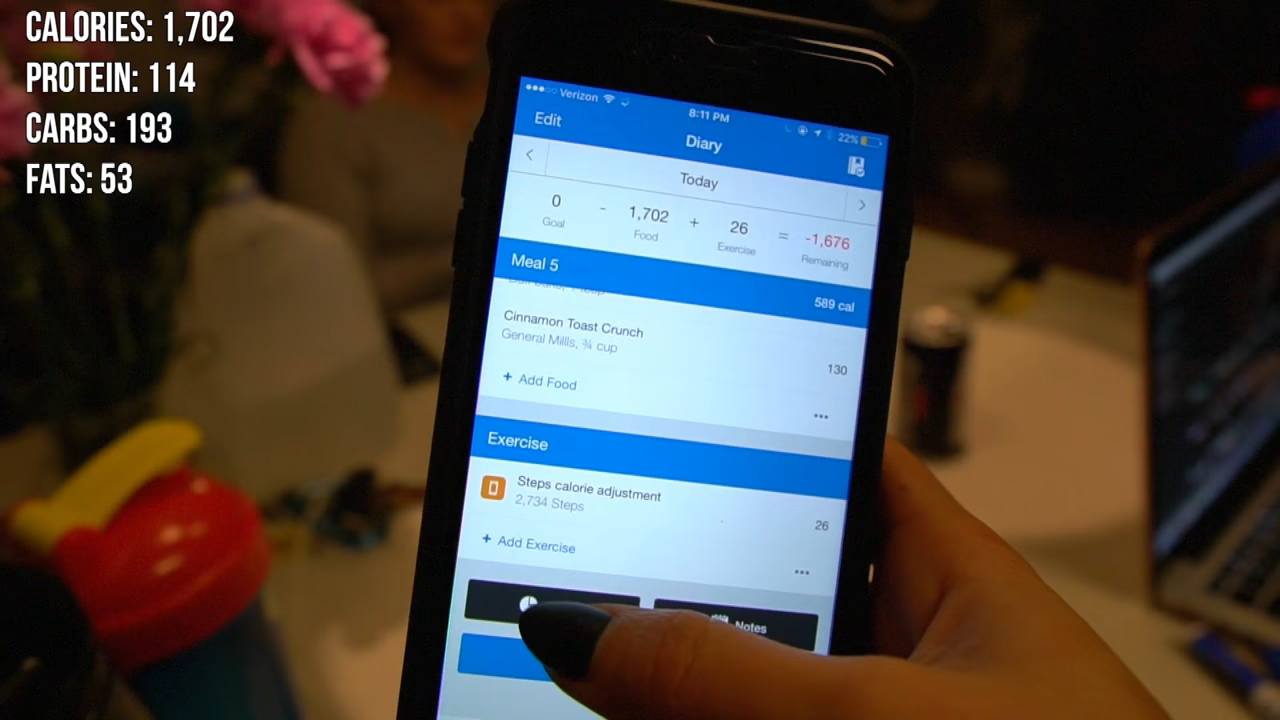 CALORIES: 1,702
PROTEIN: 114
CARBS: 193
FATS: 53
Verizon
8:11 PM
22%
Edit
Diary
Today
0 - 1,702 + 26 = -1,676
Goal Food Exercise Remaining
Meal 5
589 cal
Cinnamon Toast Crunch
General Mills, ¾ cup
130
+ Add Food
Exercise
Steps calorie adjustment
2,734 Steps
26
+ Add Exercise
Notes